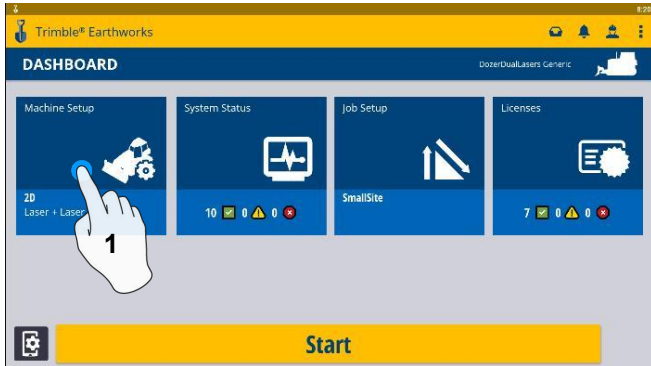 8:20
Trimble® Earthworks
DASHBOARD
DozerDualLasers Generic
Machine Setup
System Status
Job Setup
Licenses
2D
Laser + Laser
10 0 0
SmallSite
7 0 0
1
Start